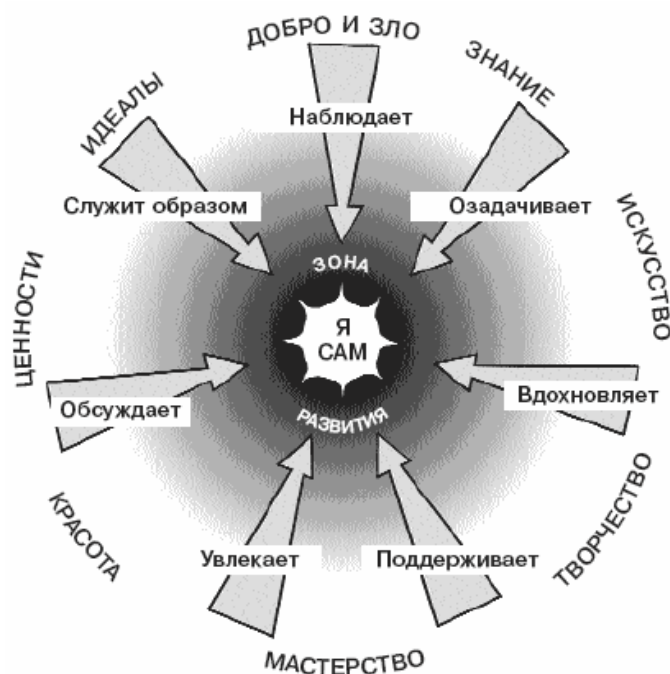 ДОБРО И ЗЛО
ИДЕАЛЫ
ЗНАНИЕ
Наблюдает
Служит образом
Озадачивает
ИСКУССТВО
ЦЕННОСТИ
ЗОНА
Я
САМ
РАЗВИТИЯ
Обсуждает
Вдохновляет
КРАСОТА
ТВОРЧЕСТВО
Увлекает
Поддерживает
МАСТЕРСТВО